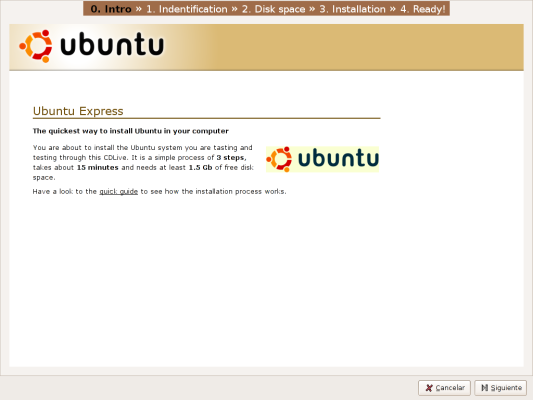 0. Intro » 1. Indentification » 2. Disk space » 3. Installation » 4. Ready!
ubuntu
Ubuntu Express
The quickest way to install Ubuntu in your computer
You are about to install the Ubuntu system you are tasting and
testing through this CDLive. It is a simple process of 3 steps,
takes about 15 minutes and needs at least 1.5 Gb of free disk
space.
ubuntu
Have a look to the quick guide to see how the installation process works.
Cancelar
Siguiente